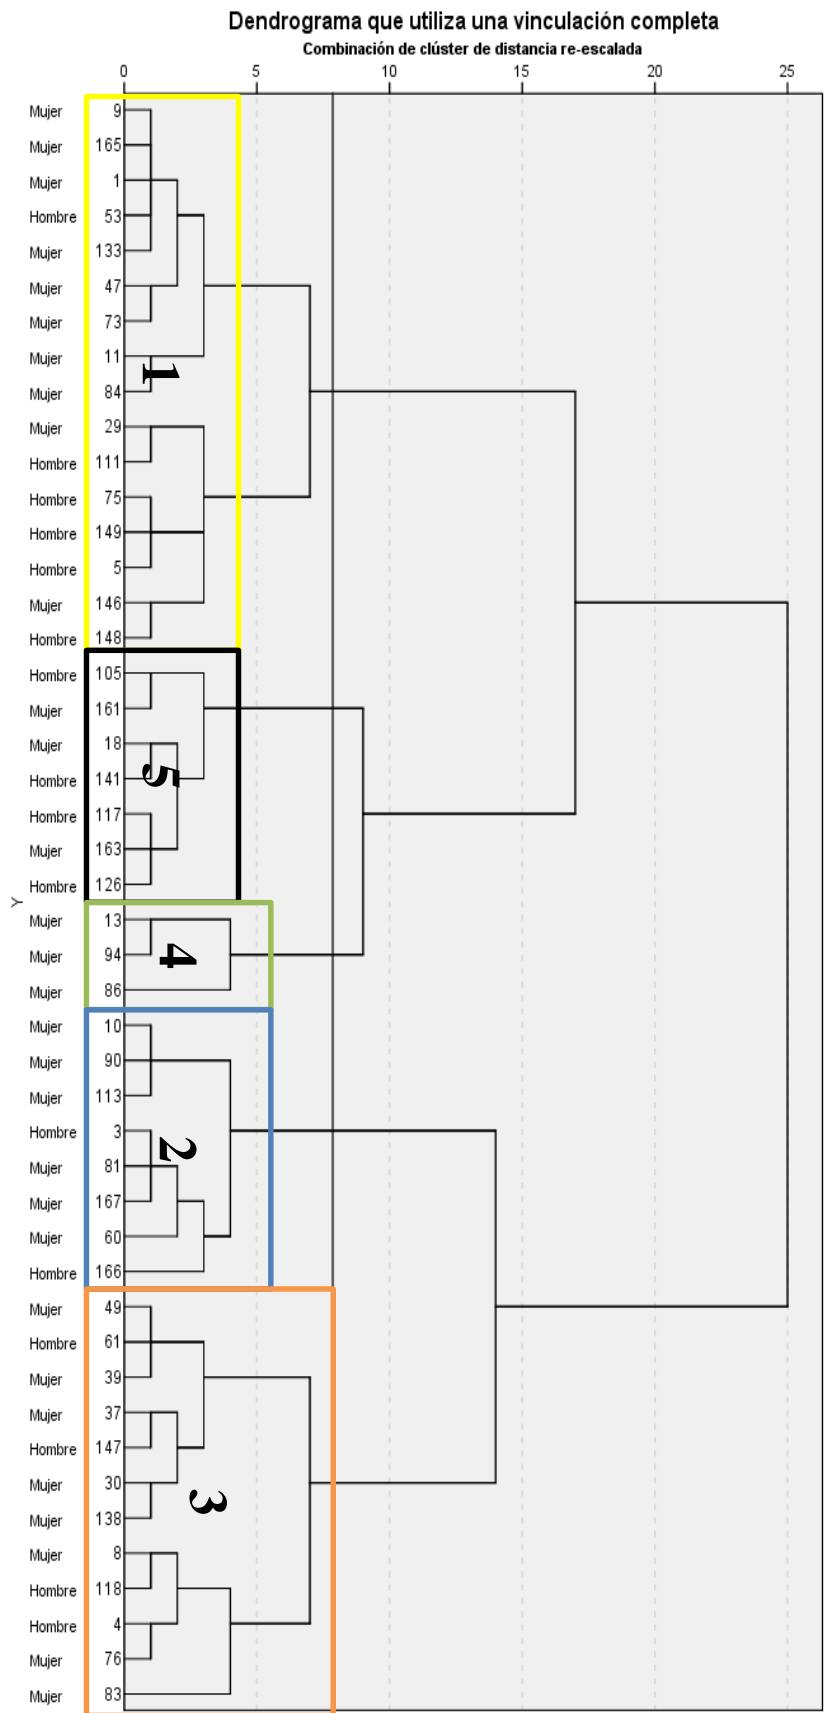 Dendrograma que utiliza una vinculación completa
Combinación de clúster de distancia re-escalada
0 5 10 15 20 25
Mujer 9
Mujer 165
Mujer 1
Hombre 53
Mujer 133
Mujer 47
Mujer 73
Mujer 11
1
Mujer 84
Mujer 29
Hombre 111
Hombre 75
Hombre 149
Hombre 5
Mujer 146
Hombre 148
Hombre 105
Mujer 161
Mujer 18
5
Hombre 141
Hombre 117
Mujer 163
Hombre 126
Y
Mujer 13
Mujer 94
4
Mujer 86
Mujer 10
Mujer 90
Mujer 113
Hombre 3
2
Mujer 81
Mujer 167
Mujer 60
Hombre 166
Mujer 49
Hombre 61
Mujer 39
Mujer 37
Hombre 147
Mujer 30
3
Mujer 138
Mujer 8
Hombre 118
Hombre 4
Mujer 76
Mujer 83